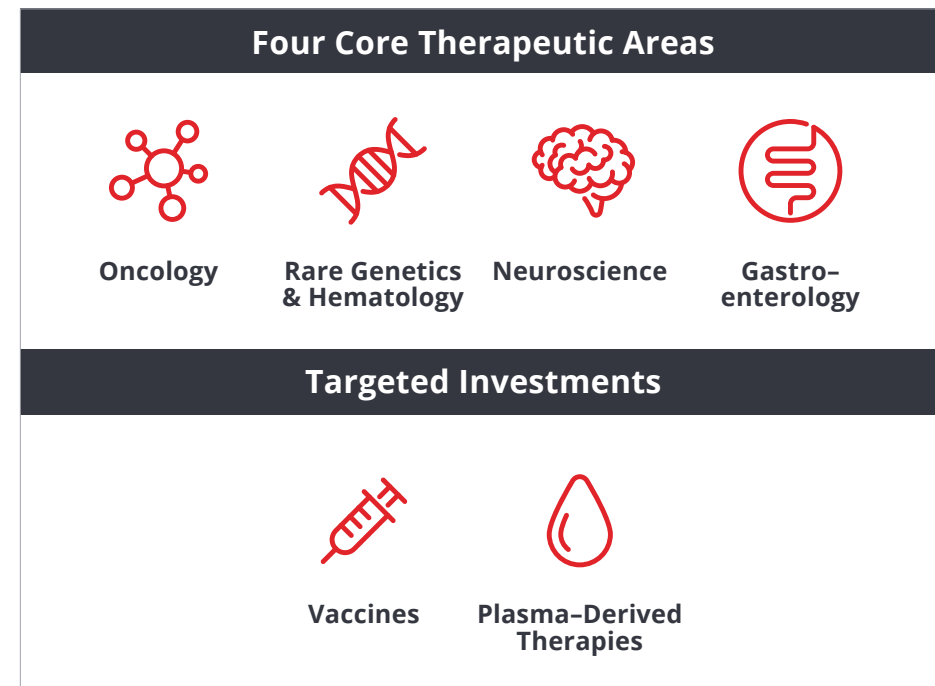 Four Core Therapeutic Areas
Oncology
Rare Genetics
& Hematology
Neuroscience
Gastro–
enterology
Targeted Investments
Vaccines
Plasma–Derived
Therapies